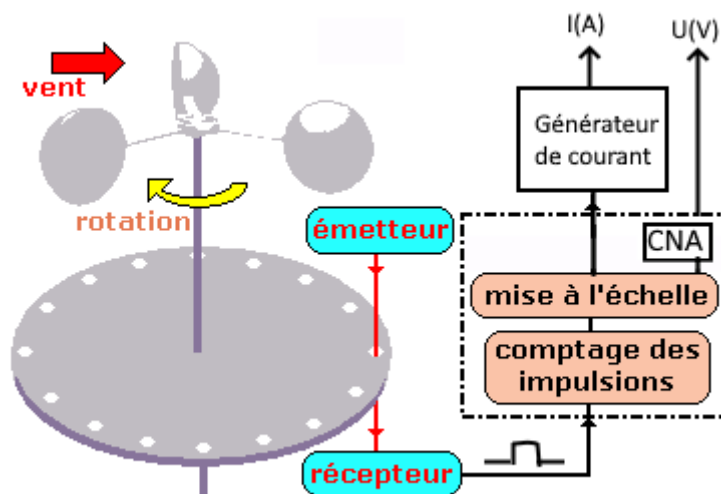 I(A)
U(V)
vent
Générateur
de courant
rotation
émetteur
CNA
mise à l'échelle
comptage des
impulsions
récepteur